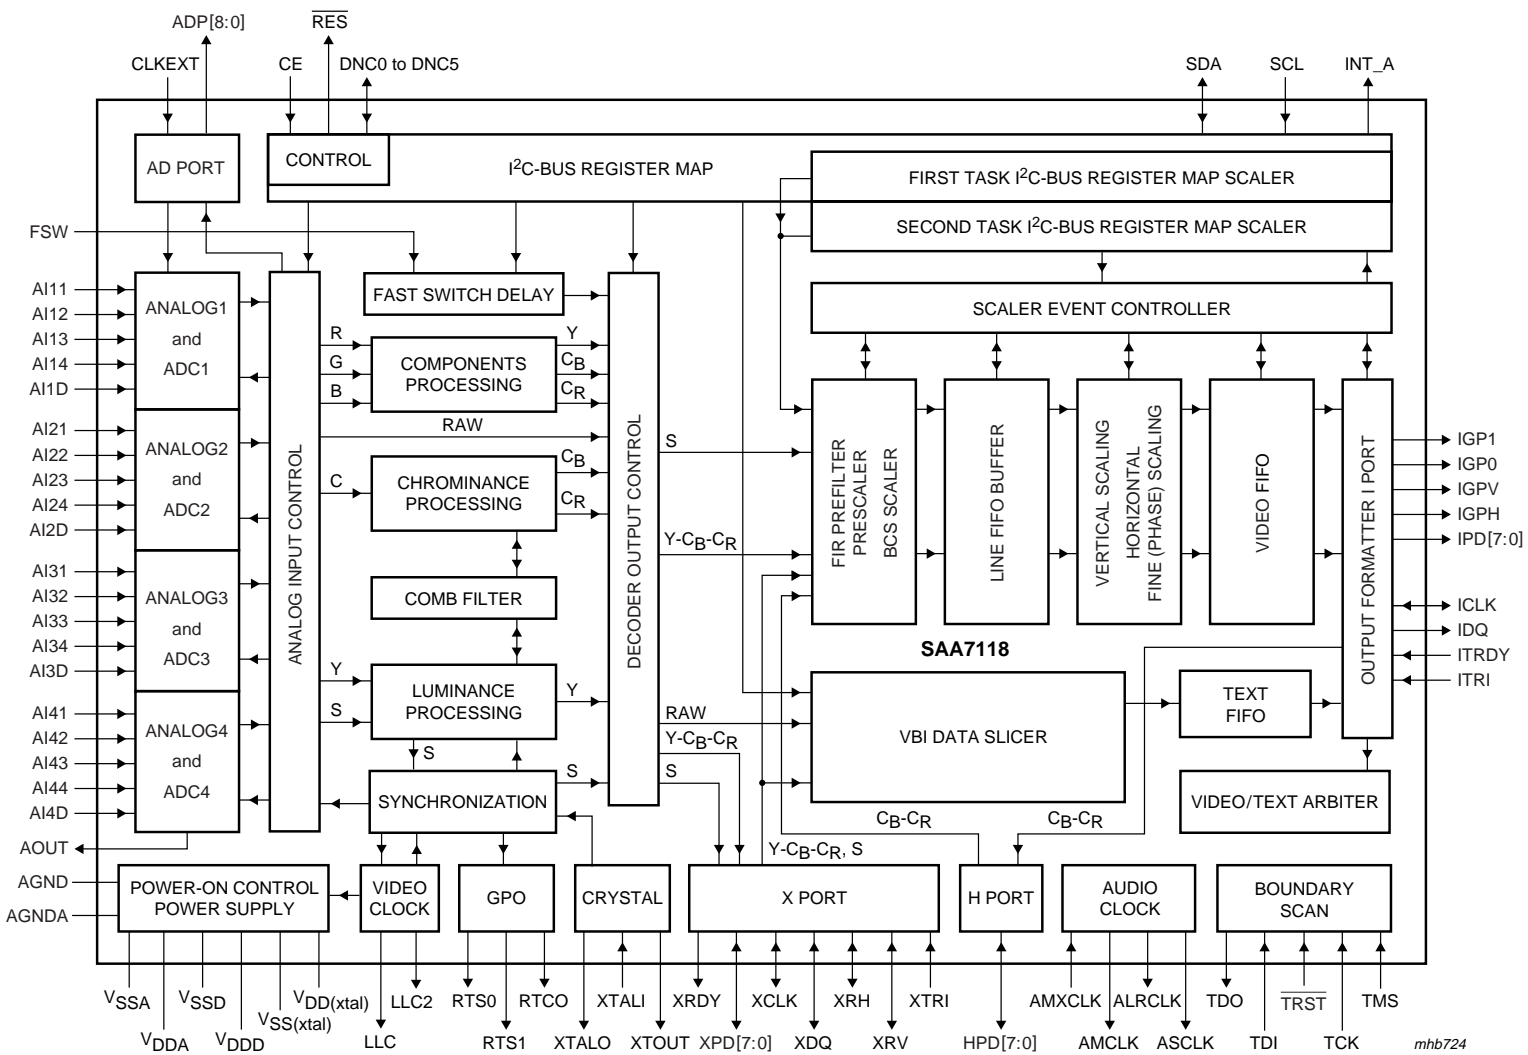 ADP[8:0]
RES
CLKEXT
CE
DNC0 to DNC5
SDA
SCL
INT_A
AD PORT
CONTROL
I2C-BUS REGISTER MAP
FIRST TASK I2C-BUS REGISTER MAP SCALER
SECOND TASK I2C-BUS REGISTER MAP SCALER
FSW
AI11
AI12
AI13
AI14
AI1D
ANALOG1
and
ADC1
AI21
AI22
AI23
AI24
AI2D
ANALOG2
and
ADC2
AI31
AI32
AI33
AI34
AI3D
ANALOG3
and
ADC3
AI41
AI42
AI43
AI44
AI4D
ANALOG4
and
ADC4
AOUT
AGND
AGNDA
ANALOG INPUT CONTROL
FAST SWITCH DELAY
R
G
B
COMPONENTS
PROCESSING
Y
CB
CR
RAW
C
CHROMINANCE
PROCESSING
CB
CR
COMB FILTER
Y
S
LUMINANCE
PROCESSING
Y
S
SYNCHRONIZATION
S
DECODER OUTPUT CONTROL
S
Y-CB-CR
RAW
Y-CB-CR
S
SCALER EVENT CONTROLLER
FIR PREFILTER
PRESCALER
BCS SCALER
LINE FIFO BUFFER
VERTICAL SCALING
HORIZONTAL
FINE (PHASE) SCALING
VIDEO FIFO
OUTPUT FORMATTER I PORT
IGP1
IGP0
IGPV
IGPH
IPD[7:0]
ICLK
IDQ
ITRDY
ITRI
SAA7118
VBI DATA SLICER
TEXT
FIFO
VIDEO/TEXT ARBITER
CB-CR
CB-CR
Y-CB-CR, S
POWER-ON CONTROL
POWER SUPPLY
VIDEO
CLOCK
GPO
CRYSTAL
X PORT
H PORT
AUDIO
CLOCK
BOUNDARY
SCAN
VSSA
VSSD
VDD(xtal)
VDDA
VDDD
VSS(xtal)
LLC2
LLC
RTS0
RTCO
RTS1
XTALI
XTALO
XTOUT
XRDY
XCLK
XRH
XTRI
XPD[7:0]
XDQ
XRV
HPD[7:0]
AMXCLK
ALRCLK
AMCLK
ASCLK
TDO
TRST
TMS
TDI
TCK
mhb724